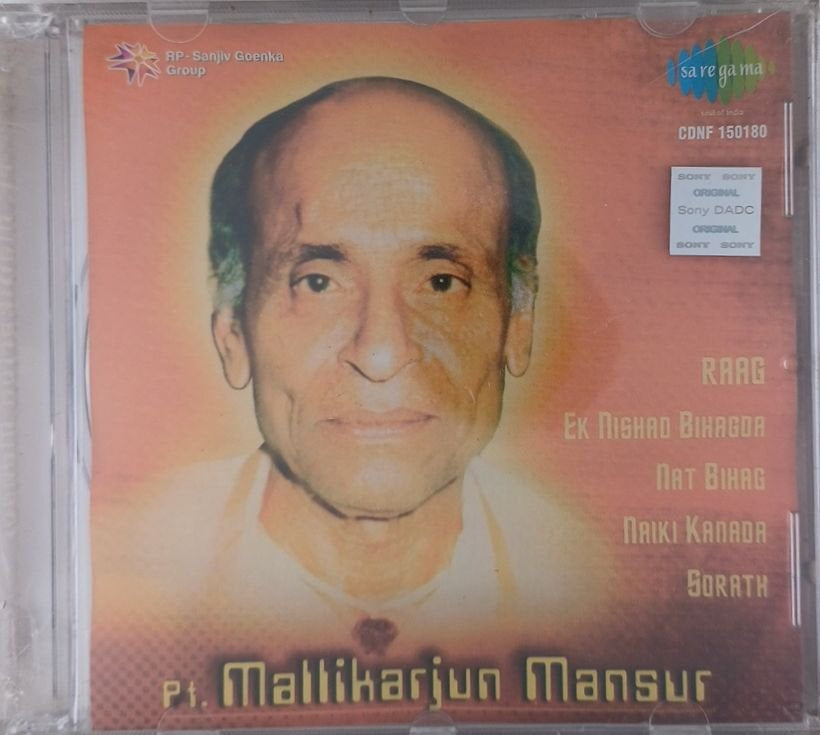 RP-Sanjiv Goenka
Group
sa re ga ma
soul of India
CDNF 150180
SONY SONY
ORIGINAL
Sony DADC
ORIGINAL
SONY SONY
RAAG
EK NISHAD BIHAGDA
NAT BIHAG
NAIKI KANADA
SORATH
Pt. Mallikarjun Mansur